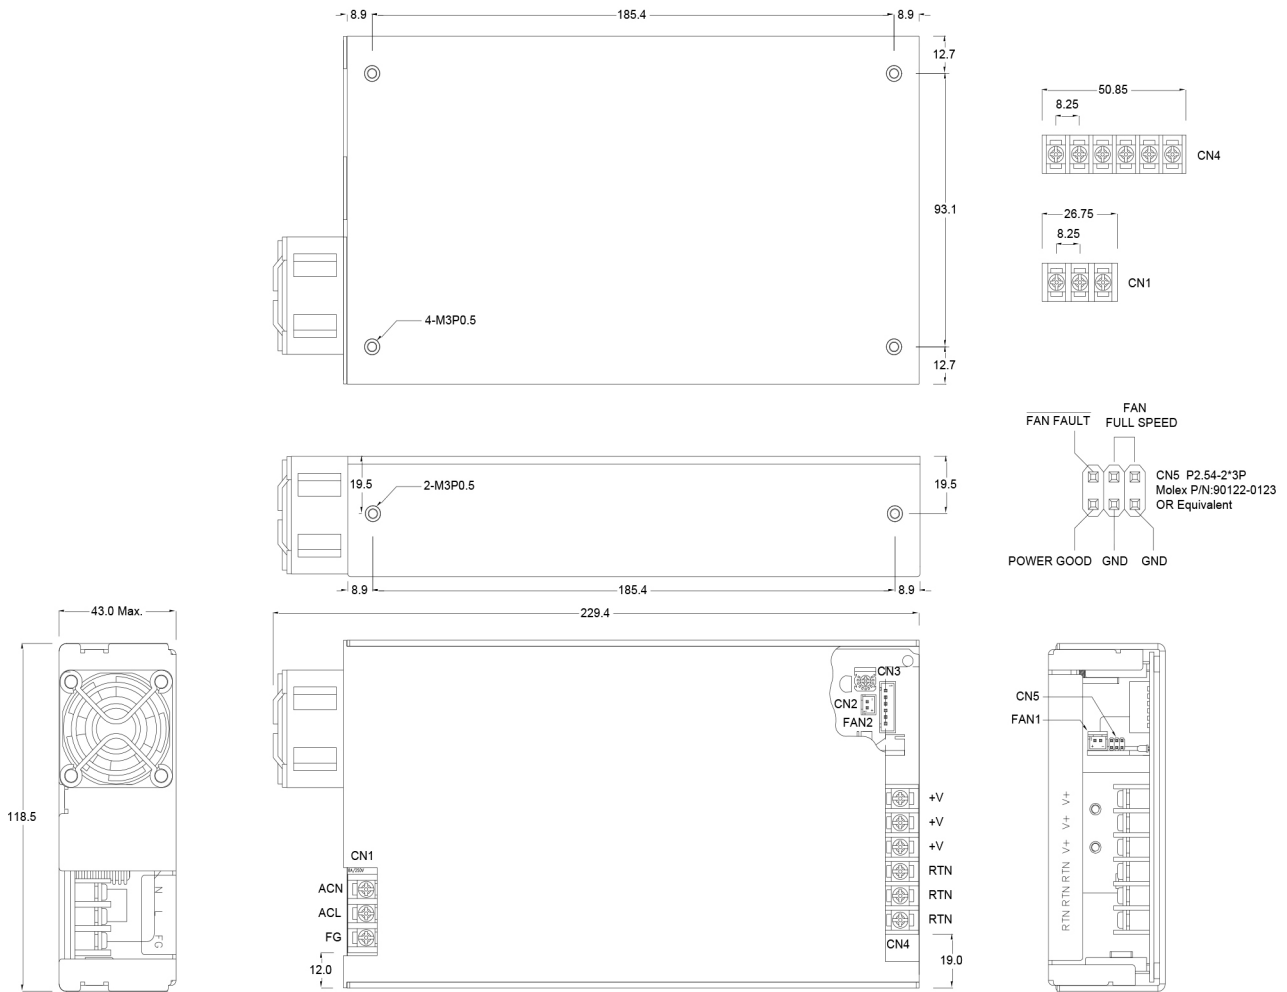 8.9
185.4
8.9
12.7
93.1
12.7
4-M3P0.5
50.85
8.25
CN4
26.75
8.25
CN1
FAN FAULT
FAN
FULL SPEED
CN5 P2.54-2*3P
Molex P/N:90122-0123
OR Equivalent
POWER GOOD GND GND
19.5
2-M3P0.5
19.5
8.9
185.4
8.9
43.0 Max.
118.5
N
L
FG
229.4
CN3
CN2
FAN2
+V
+V
+V
RTN
RTN
RTN
CN4
19.0
CN1
8A/250V
ACN
ACL
FG
12.0
CN5
FAN1
RTN RTN RTN V+ V+ V+